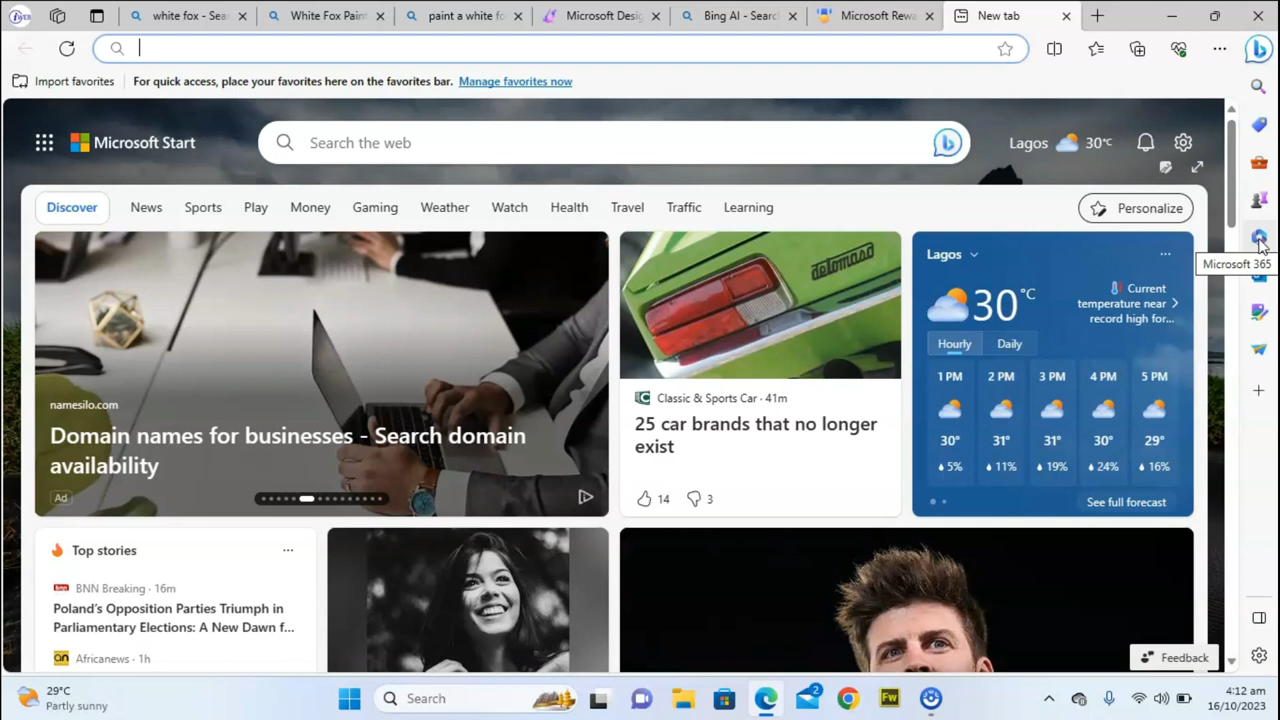 white fox - Sea
White Fox Pain
paint a white fo
Microsoft Desi
Bing AI - Searc
Microsoft Rewa
New tab
Import favorites
For quick access, place your favorites here on the favorites bar. Manage favorites now
Microsoft Start
Search the web
Lagos 30°C
Discover
News
Sports
Play
Money
Gaming
Weather
Watch
Health
Travel
Traffic
Learning
Personalize
Microsoft 365
namesilo.com
Domain names for businesses - Search domain
availability
Ad
detomaso
Classic & Sports Car · 41m
25 car brands that no longer
exist
14
3
Lagos
30°C
Current
temperature near
record high for...
Hourly
Daily
1 PM 2 PM 3 PM 4 PM 5 PM
30° 31° 31° 30° 29°
5% 11% 19% 24% 16%
See full forecast
Top stories
bnn BNN Breaking · 16m
Poland's Opposition Parties Triumph in
Parliamentary Elections: A New Dawn f...
an Africanews · 1h
Feedback
29°C
Partly sunny
Search
2
Fw
4:12 am
16/10/2023